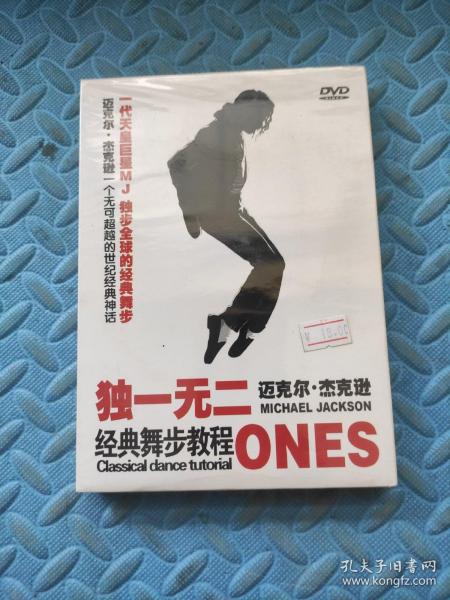 DVD
VIDEO
一代天皇巨星MJ 独步全球的经典舞步
迈克尔·杰克逊一个无可超越的世纪经典神话
¥ 18.00
独一无二
迈克尔·杰克逊
MICHAEL JACKSON
经典舞步教程
Classical dance tutorial
ONES
孔夫子旧书网
www.kongfz.com